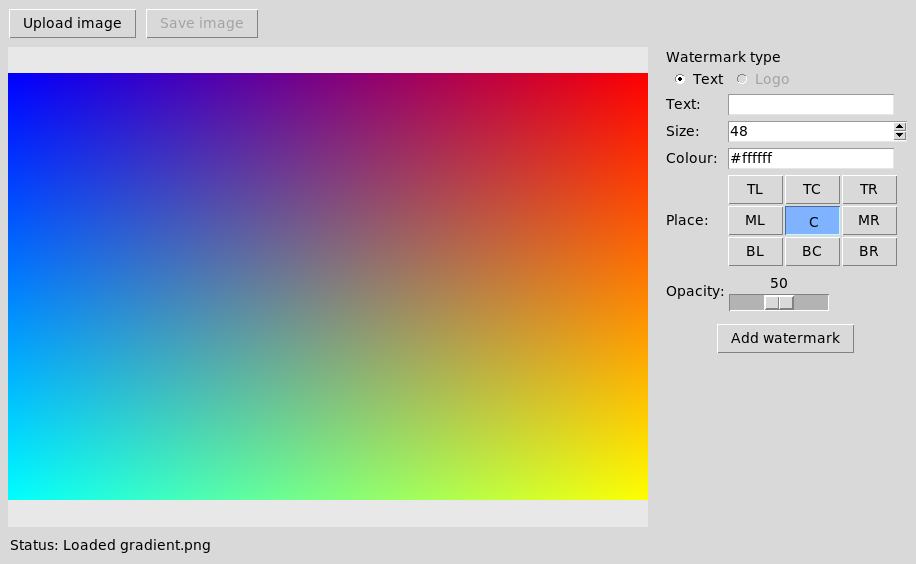 Upload image Save image
Watermark type
Text Logo
Text:
Size: 48
Colour: #ffffff
TL TC TR
Place: ML C MR
BL BC BR
50
Opacity:
Add watermark
Status: Loaded gradient.png